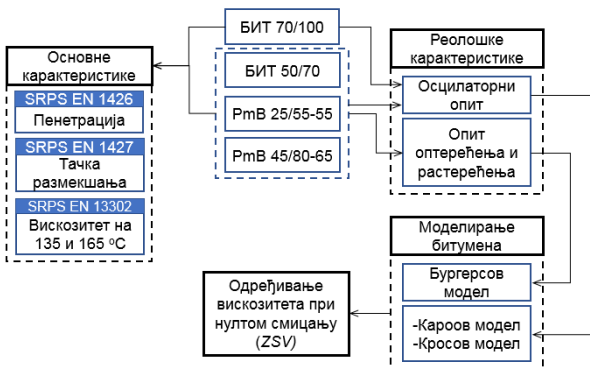 Основне
карактеристике
SRPS EN 1426
Пенетрација
SRPS EN 1427
Тачка
размекшања
SRPS EN 13302
Вискозитет на
135 и 165 ºC
БИТ 70/100
БИТ 50/70
PmB 25/55-55
PmB 45/80-65
Реолошке
карактеристике
Осцилаторни
опит
Опит
оптерећења и
растерећења
Моделирање
битумена
Бургерсов
модел
-Кароов модел
-Кросов модел
Одређивање
вискозитета при
нултом смицању
(ZSV)